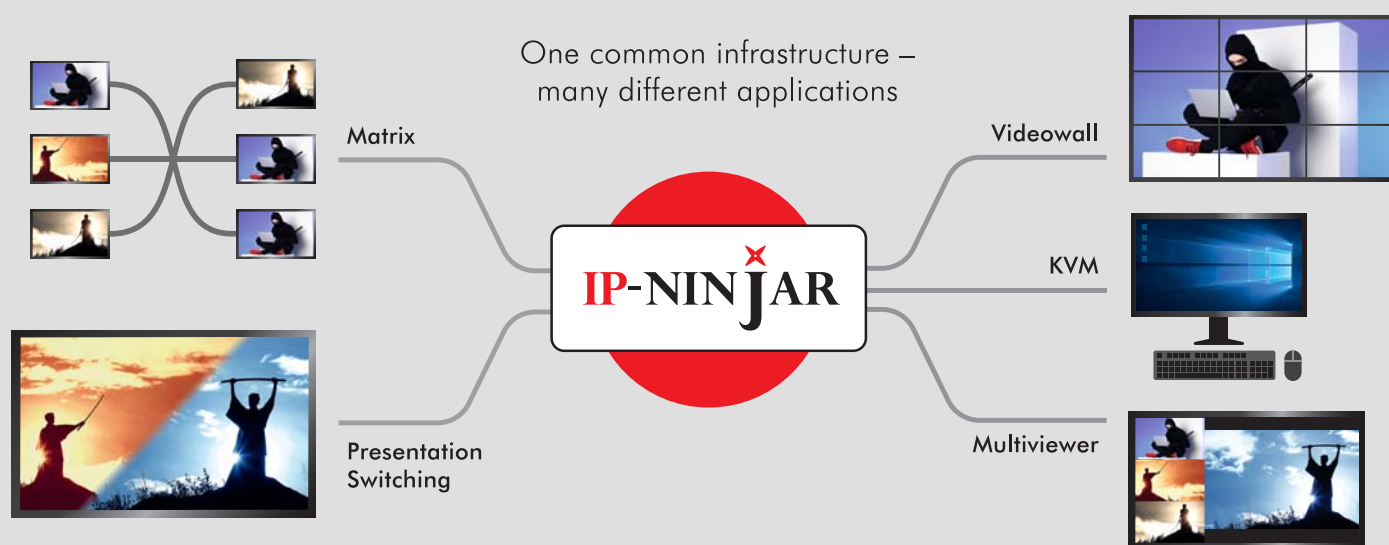 One common infrastructure –
many different applications
Matrix
Videowall
IP-NINJAR
KVM
Presentation
Switching
Multiviewer